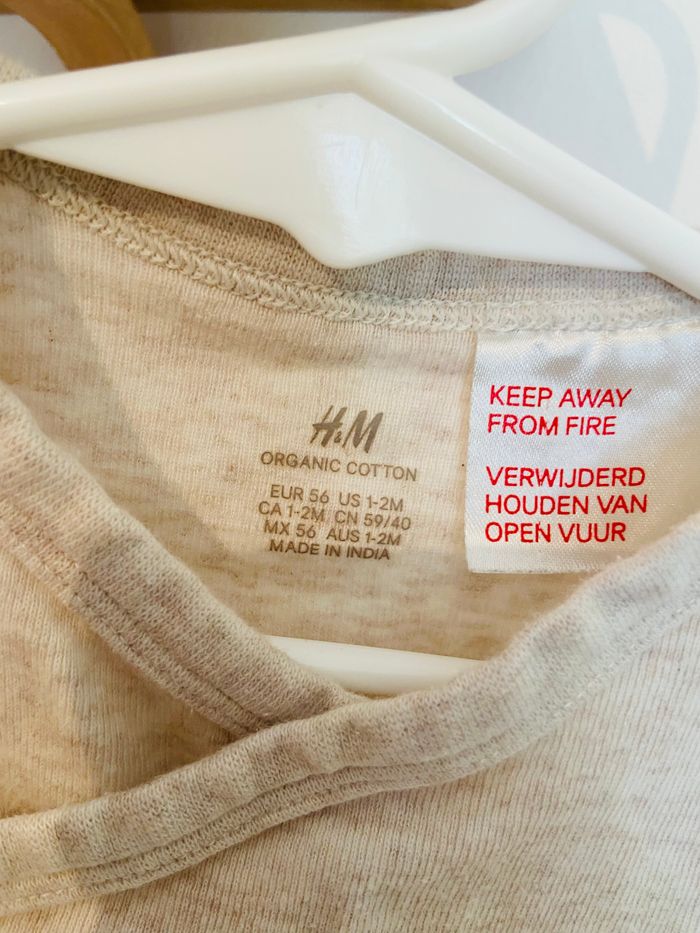 H&M
ORGANIC COTTON
EUR 56 US 1-2M
CA 1-2M CN 59/40
MX 56 AUS 1-2M
MADE IN INDIA
KEEP AWAY
FROM FIRE
VERWIJDERD
HOUDEN VAN
OPEN VUUR